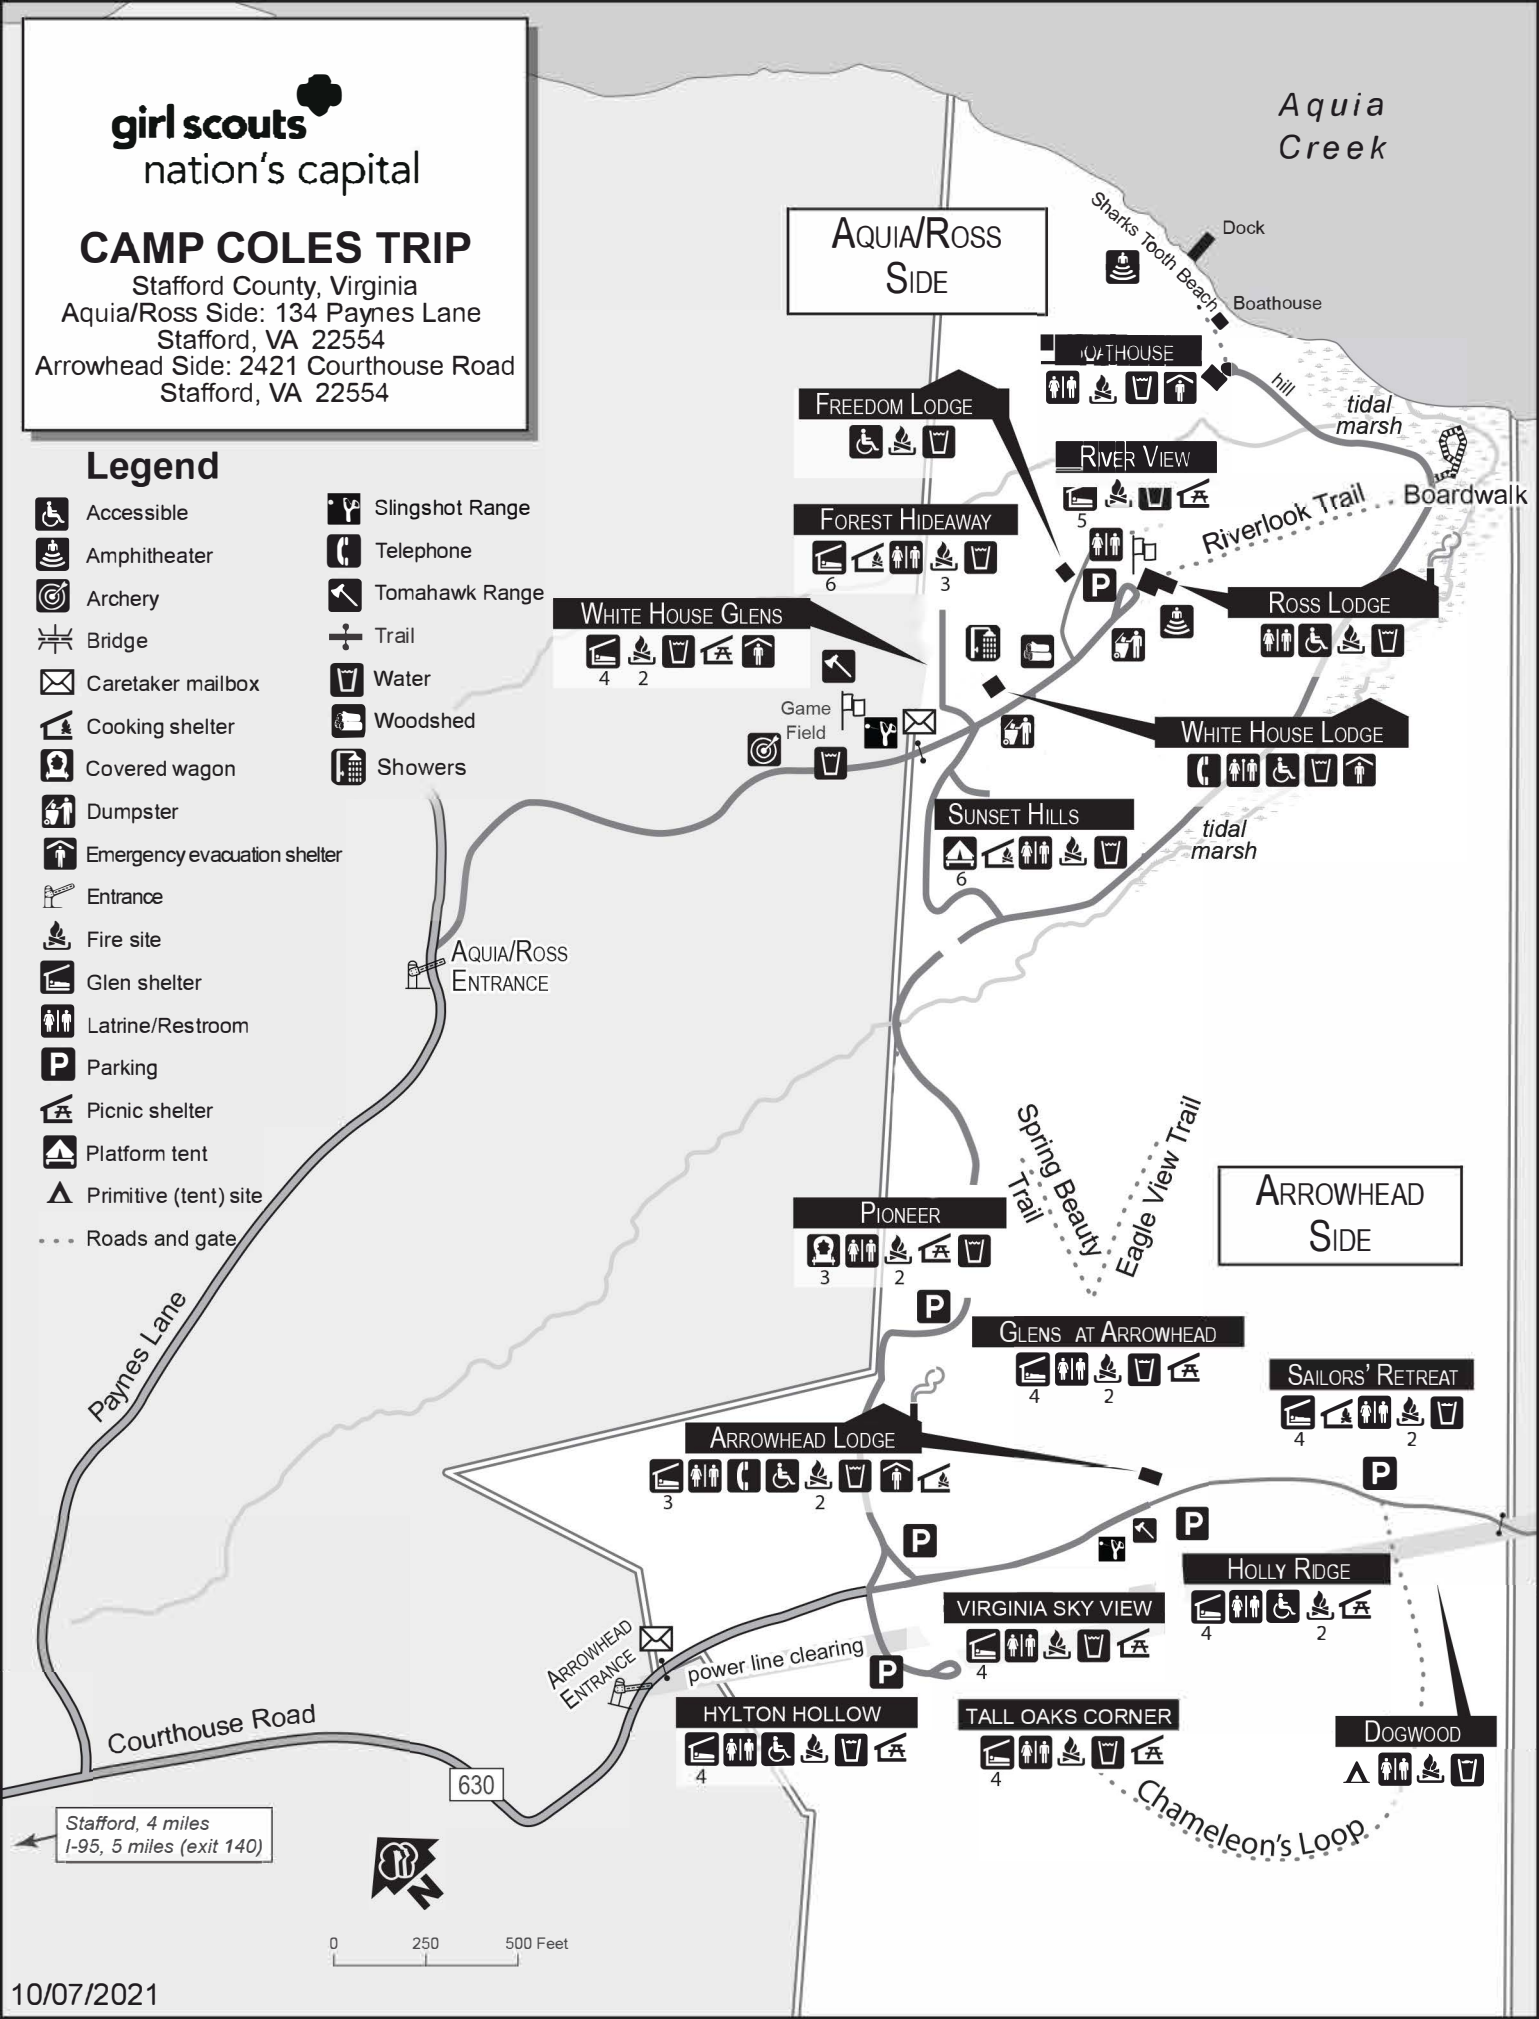 girl scouts
nation's capital
CAMP COLES TRIP
Stafford County, Virginia
Aquia/Ross Side: 134 Paynes Lane
Stafford, VA 22554
Arrowhead Side: 2421 Courthouse Road
Stafford, VA 22554
Legend
Accessible
Amphitheater
Archery
Bridge
Caretaker mailbox
Cooking shelter
Covered wagon
Dumpster
Emergency evacuation shelter
Entrance
Fire site
Glen shelter
Latrine/Restroom
P
Parking
Picnic shelter
Platform tent
Primitive (tent) site
Roads and gate
Slingshot Range
Telephone
Tomahawk Range
Trail
Water
Woodshed
Showers
Aquia
Creek
AQUIA/ROSS
SIDE
Sharks Tooth Beach
Dock
Boathouse
hill
tidal
marsh
FREEDOM LODGE
RIVER VIEW
5
Boardwalk
Riverlook Trail
FOREST HIDEAWAY
6 3
P
ROSS LODGE
WHITE HOUSE GLENS
4 2
Game
Field
WHITE HOUSE LODGE
SUNSET HILLS
6
tidal
marsh
AQUIA/ROSS
ENTRANCE
Spring Beauty
Trail
Eagle View Trail
ARROWHEAD
SIDE
PIONEER
3 2
P
GLENS AT ARROWHEAD
4 2
SAILORS' RETREAT
4 2
P
ARROWHEAD LODGE
3 2
P
P
HOLLY RIDGE
4 2
VIRGINIA SKY VIEW
4
ARROWHEAD
ENTRANCE
power line clearing
P
HYLTON HOLLOW
4
TALL OAKS CORNER
4
DOGWOOD
Chameleon's Loop
Paynes Lane
Courthouse Road
630
Stafford, 4 miles
I-95, 5 miles (exit 140)
N
0 250 500 Feet
10/07/2021